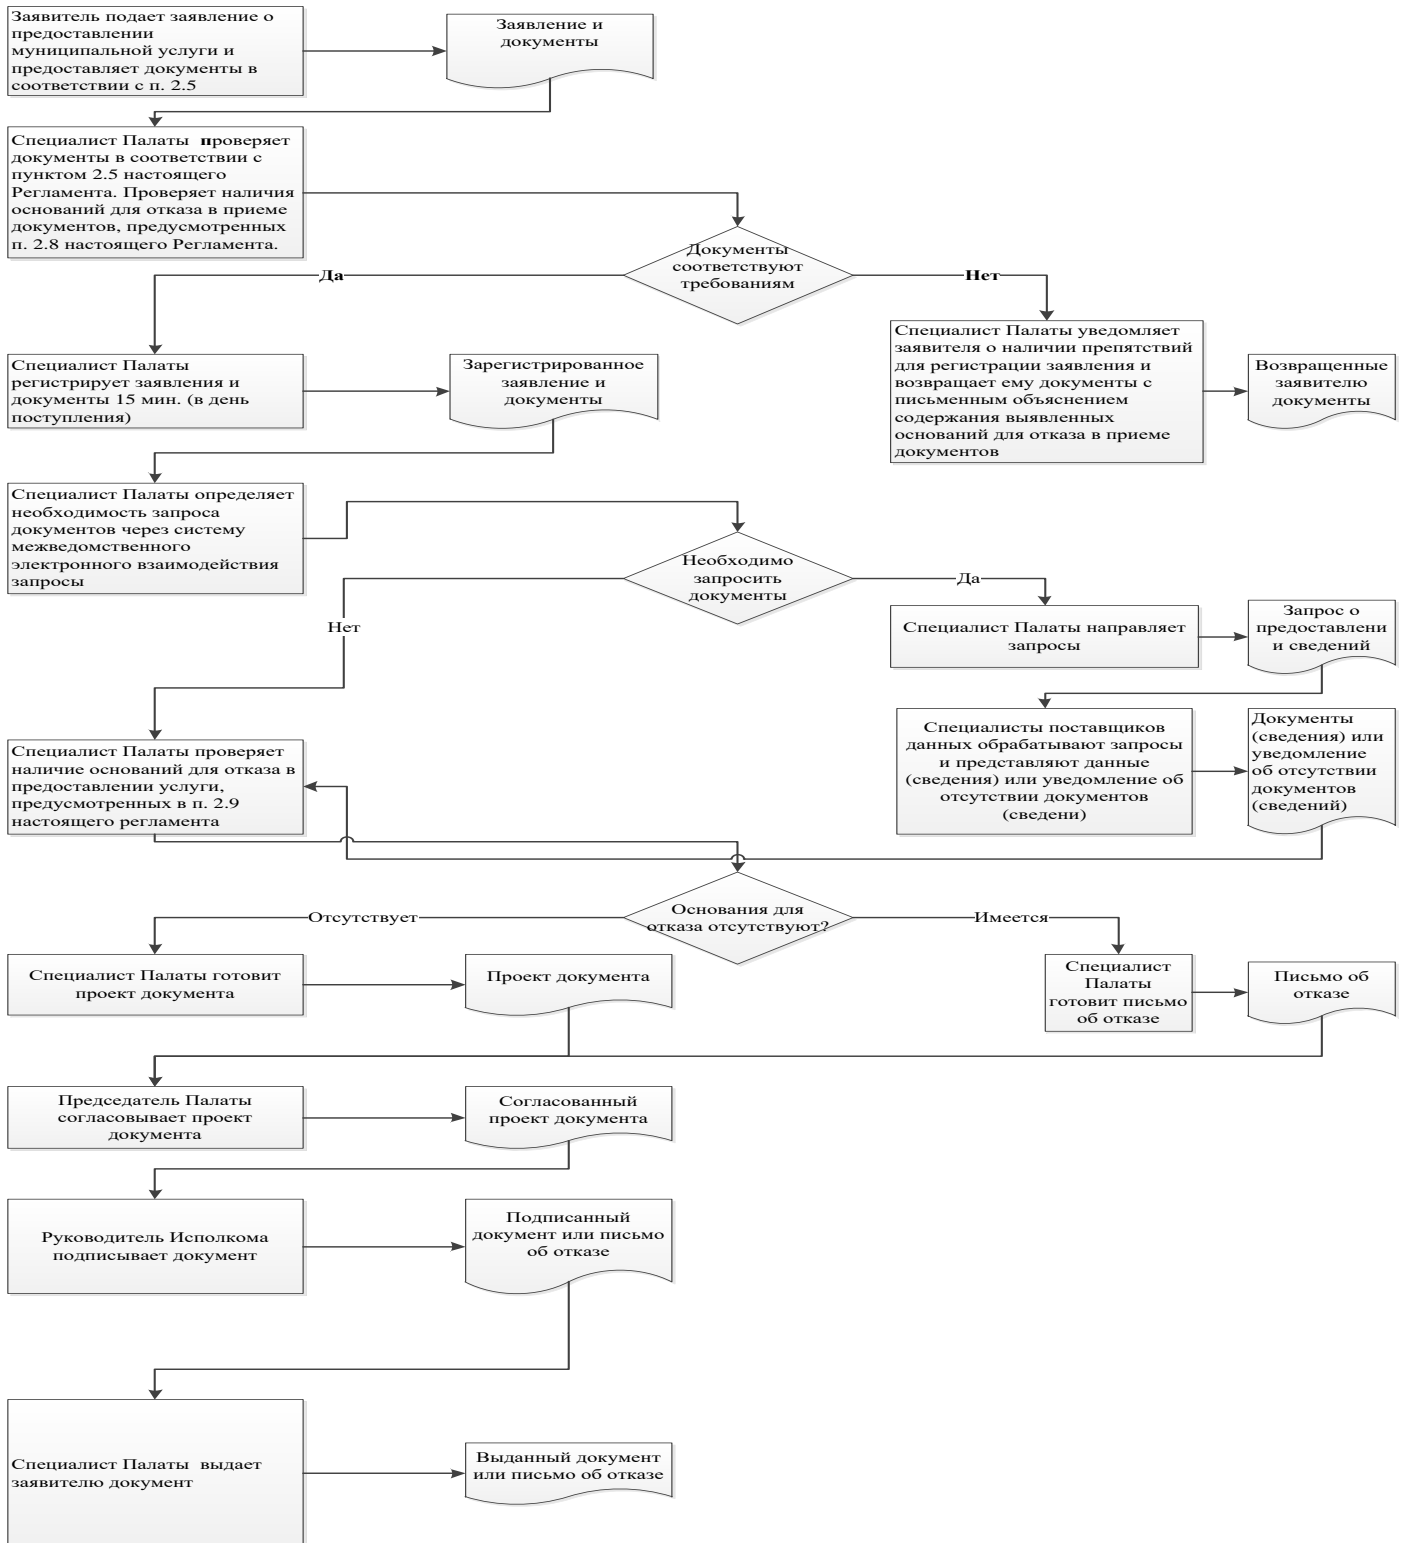 Заявитель подает заявление о
предоставлении
муниципальной услуги и
предоставляет документы в
соответствии с п. 2.5
Заявление и
документы
Специалист Палаты проверяет
документы в соответствии с
пунктом 2.5 настоящего
Регламента. Проверяет наличия
оснований для отказа в приеме
документов, предусмотренных
п. 2.8 настоящего Регламента.
Документы
соответствуют
требованиям
Да
Нет
Специалист Палаты
регистрирует заявления и
документы 15 мин. (в день
поступления)
Зарегистрированное
заявление и
документы
Специалист Палаты уведомляет
заявителя о наличии препятствий
для регистрации заявления и
возвращает ему документы с
письменным объяснением
содержания выявленных
оснований для отказа в приеме
документов
Возвращенные
заявителю
документы
Специалист Палаты определяет
необходимость запроса
документов через систему
межведомственного
электронного взаимодействия
запросы
Необходимо
запросить
документы
Да
Нет
Специалист Палаты направляет
запросы
Запрос о
предоставлени
и сведений
Специалисты поставщиков
данных обрабатывают запросы
и представляют данные
(сведения) или уведомление об
отсутствии документов
(сведени)
Документы
(сведения) или
уведомление
об отсутствии
документов
(сведений)
Специалист Палаты проверяет
наличие оснований для отказа в
предоставлении услуги,
предусмотренных в п. 2.9
настоящего регламента
Основания для
отказа отсутствуют?
Отсутствует
Имеется
Специалист Палаты готовит
проект документа
Проект документа
Специалист
Палаты
готовит письмо
об отказе
Письмо об
отказе
Председатель Палаты
согласовывает проект
документа
Согласованный
проект документа
Руководитель Исполкома
подписывает документ
Подписанный
документ или письмо
об отказе
Специалист Палаты выдает
заявителю документ
Выданный документ
или письмо об отказе